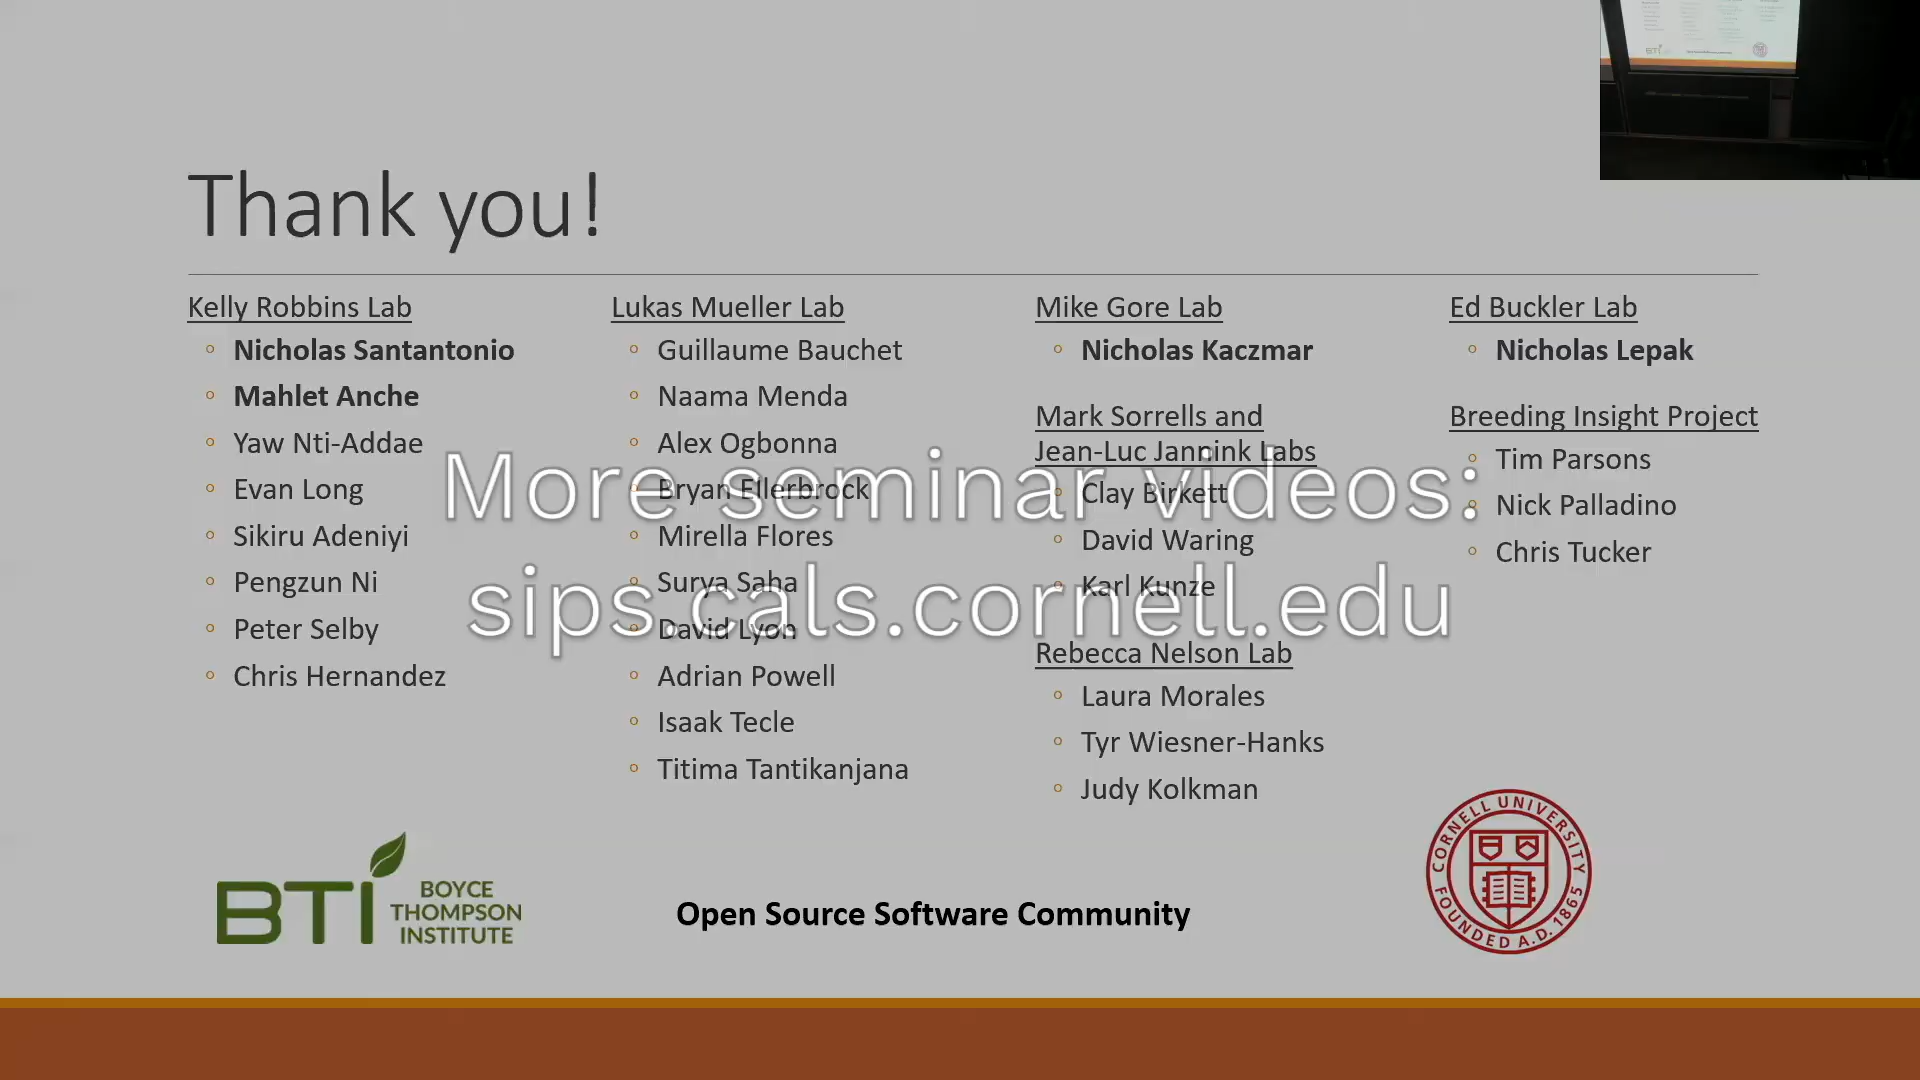 Thank you!
Kelly Robbins Lab
Nicholas Santantonio
Mahlet Anche
Yaw Nti-Addae
Evan Long
Sikiru Adeniyi
Pengzun Ni
Peter Selby
Chris Hernandez
Lukas Mueller Lab
Guillaume Bauchet
Naama Menda
Alex Ogbonna
Bryan Ellerbrock
Mirella Flores
Surya Saha
David Lyon
Adrian Powell
Isaak Tecle
Titima Tantikanjana
Mike Gore Lab
Nicholas Kaczmar
Mark Sorrells and
Jean-Luc Jannink Labs
Clay Birkett
David Waring
Karl Kunze
Rebecca Nelson Lab
Laura Morales
Tyr Wiesner-Hanks
Judy Kolkman
Ed Buckler Lab
Nicholas Lepak
Breeding Insight Project
Tim Parsons
Nick Palladino
Chris Tucker
More seminar videos:
sips.cals.cornell.edu
BTI
BOYCE
THOMPSON
INSTITUTE
Open Source Software Community
CORNELL UNIVERSITY
FOUNDED A.D. 1865
BTI